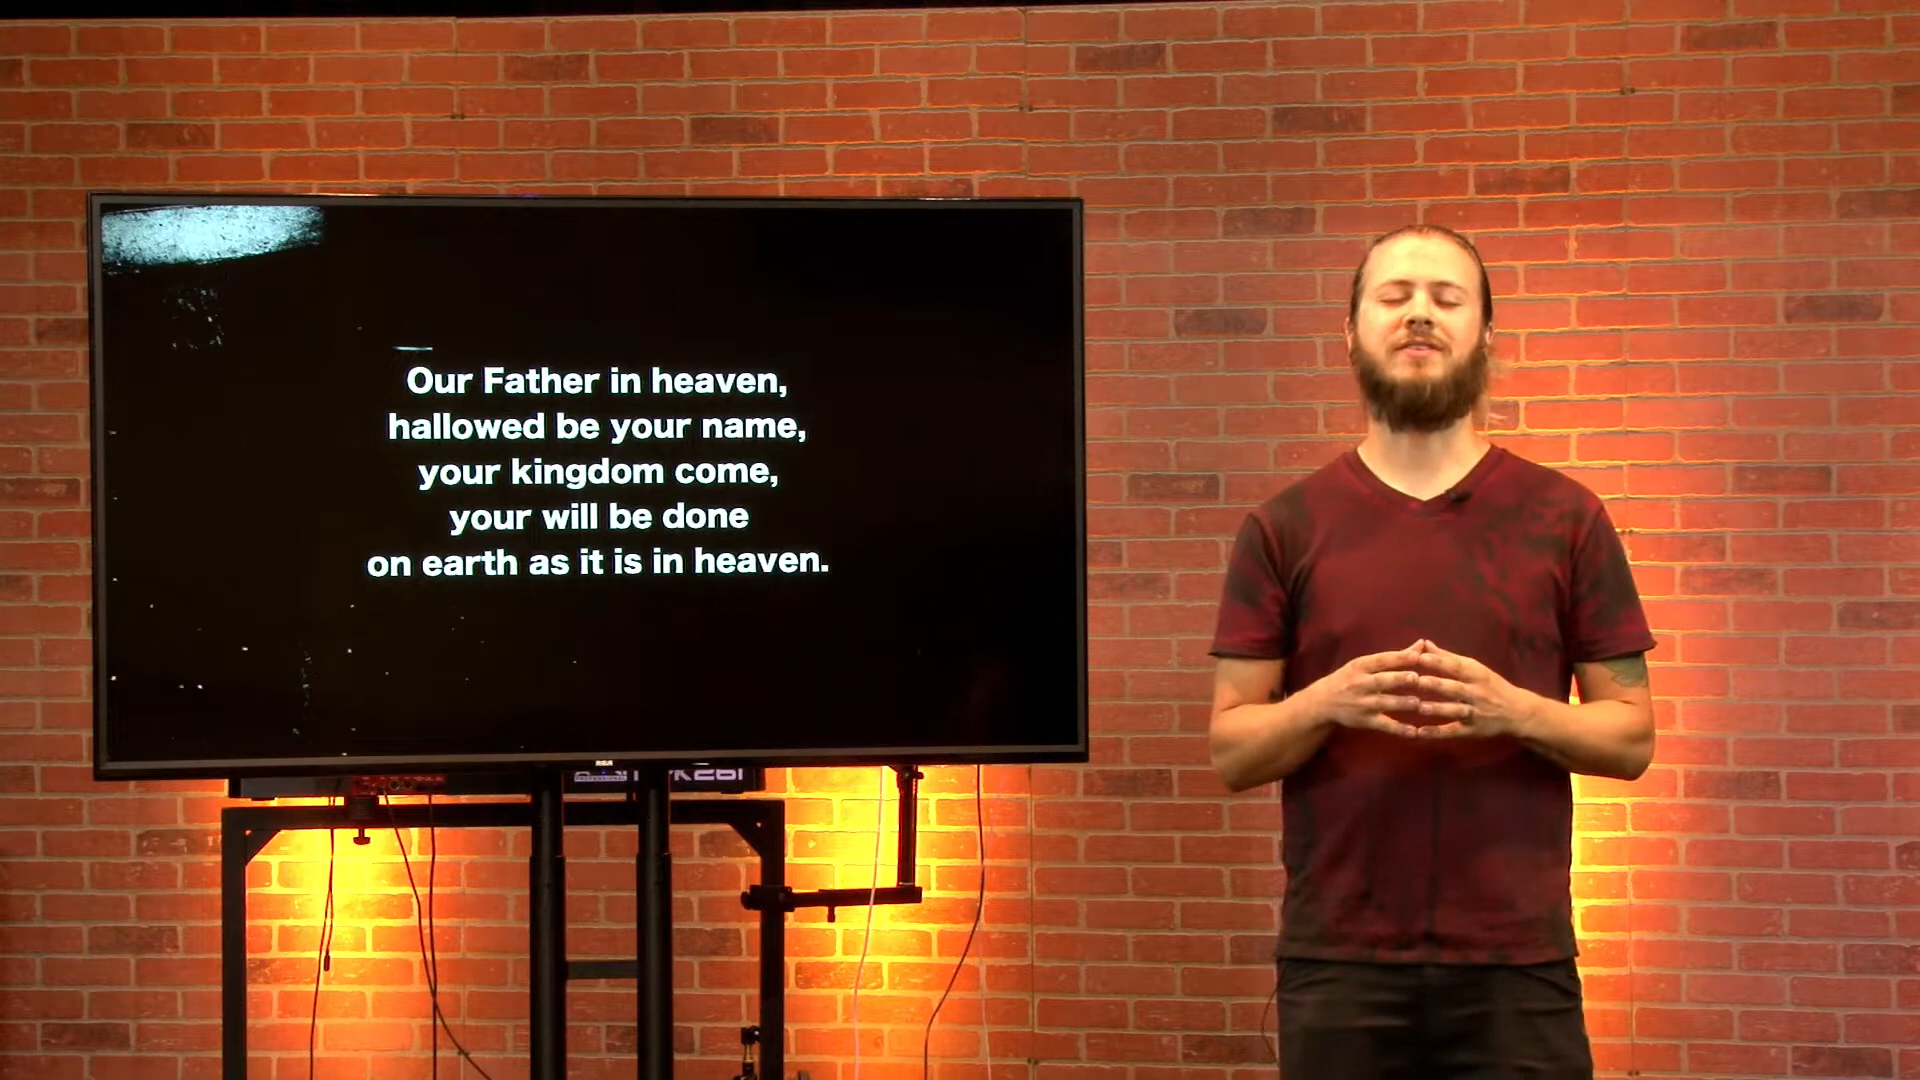 Our Father in heaven,
hallowed be your name,
your kingdom come,
your will be done
on earth as it is in heaven.
RCA